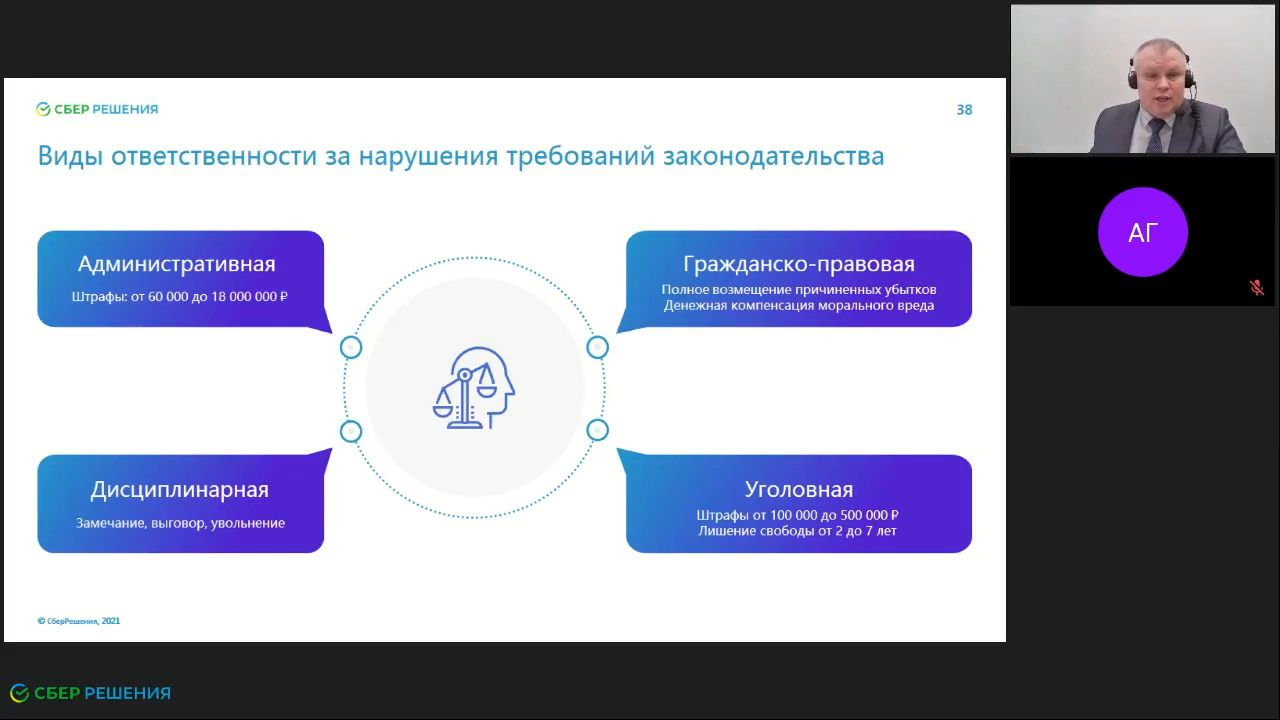 СБЕР РЕШЕНИЯ
38
Виды ответственности за нарушения требований законодательства
Административная
Штрафы: от 60 000 до 18 000 000 ₽
Гражданско-правовая
Полное возмещение причиненных убытков
Денежная компенсация морального вреда
Дисциплинарная
Замечание, выговор, увольнение
Уголовная
Штрафы от 100 000 до 500 000 ₽
Лишение свободы от 2 до 7 лет
© СберРешения, 2021
АГ
СБЕР РЕШЕНИЯ